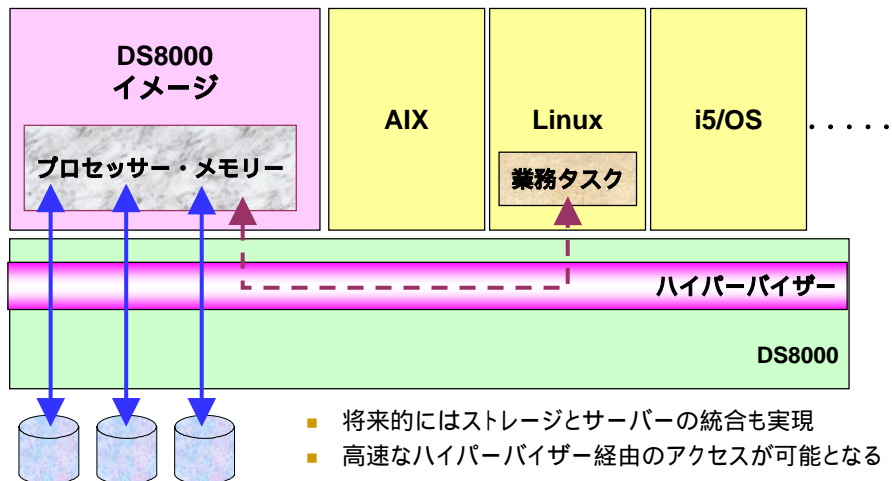 DS8000
イメージ
プロセッサー・メモリー
AIX
Linux
業務タスク
i5/OS
・・・・・
ハイパーバイザー
DS8000
■ 将来的にはストレージとサーバーの統合も実現
■ 高速なハイパーバイザー経由のアクセスが可能となる